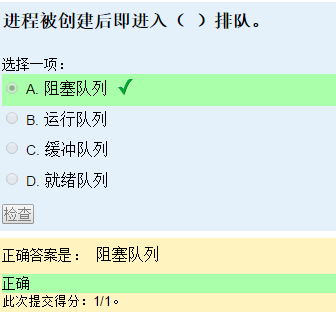 进程被创建后即进入（ ）排队。
选择一项：
A. 阻塞队列 ✓
B. 运行队列
C. 缓冲队列
D. 就绪队列
检查
正确答案是： 阻塞队列
正确
此次提交得分：1/1。